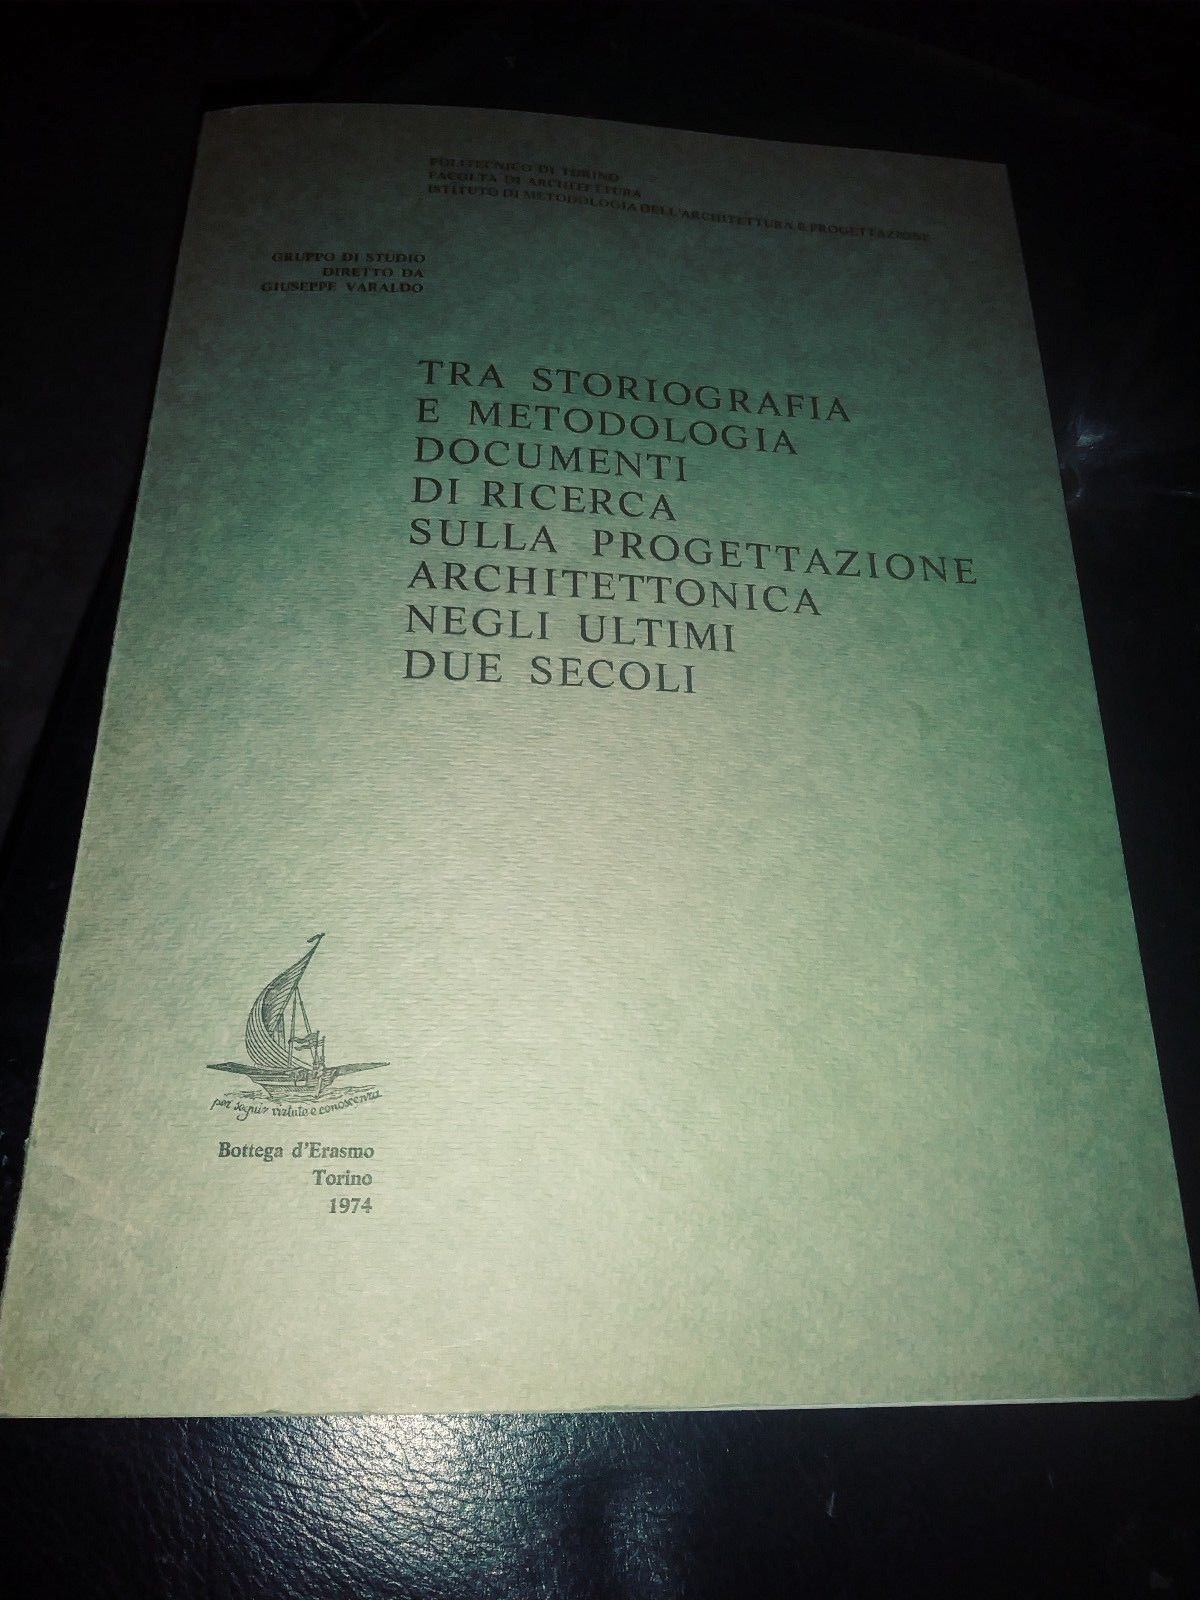 POLITECNICO DI TORINO
FACOLTÀ DI ARCHITETTURA
ISTITUTO DI METODOLOGIA DELL'ARCHITETTURA E PROGETTAZIONE
GRUPPO DI STUDIO
DIRETTO DA
GIUSEPPE VARALDO
TRA STORIOGRAFIA
E METODOLOGIA
DOCUMENTI
DI RICERCA
SULLA PROGETTAZIONE
ARCHITETTONICA
NEGLI ULTIMI
DUE SECOLI
per seguir virtute e conoscenza
Bottega d'Erasmo
Torino
1974